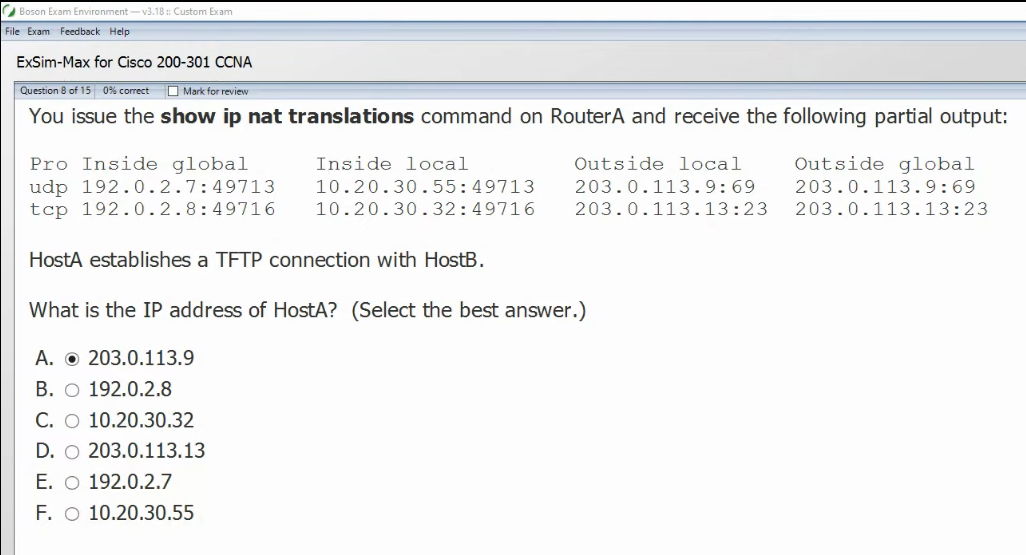 Boson Exam Environment — v3.18 :: Custom Exam
File Exam Feedback Help
ExSim-Max for Cisco 200-301 CCNA
Question 8 of 15 0% correct Mark for review
You issue the show ip nat translations command on RouterA and receive the following partial output:
Pro Inside global Inside local Outside local Outside global
udp 192.0.2.7:49713 10.20.30.55:49713 203.0.113.9:69 203.0.113.9:69
tcp 192.0.2.8:49716 10.20.30.32:49716 203.0.113.13:23 203.0.113.13:23
HostA establishes a TFTP connection with HostB.
What is the IP address of HostA? (Select the best answer.)
A. 203.0.113.9
B. 192.0.2.8
C. 10.20.30.32
D. 203.0.113.13
E. 192.0.2.7
F. 10.20.30.55